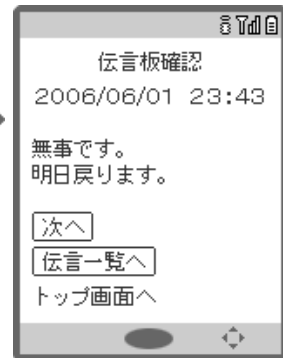 伝言板確認
2006/06/01 23:43
無事です。
明日戻ります。
次へ
伝言一覧へ
トップ画面へ